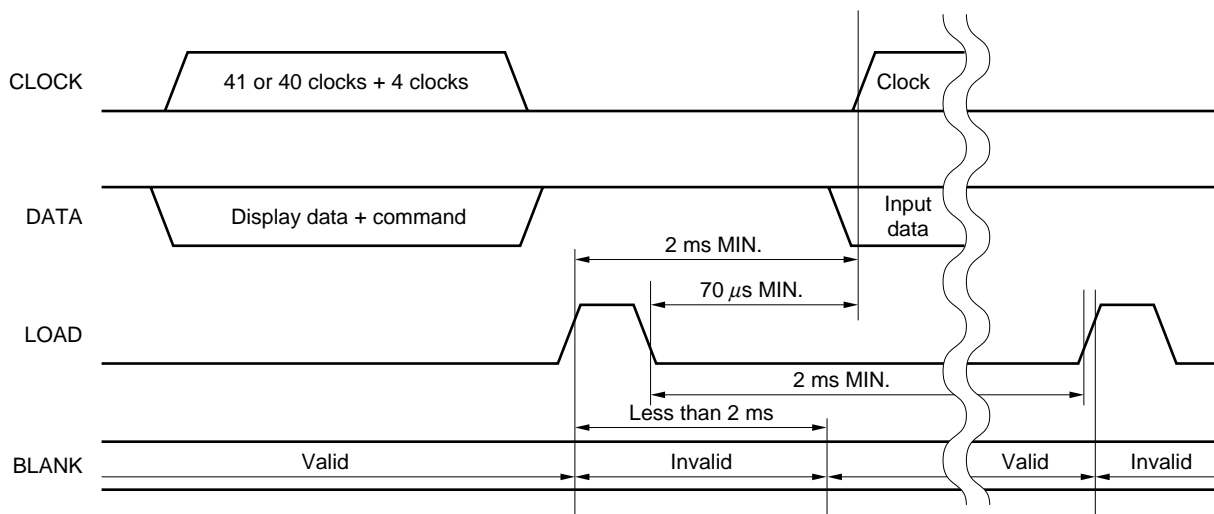 CLOCK
41 or 40 clocks + 4 clocks
Clock
DATA
Display data + command
Input
data
2 ms MIN.
70 μs MIN.
LOAD
2 ms MIN.
Less than 2 ms
BLANK
Valid
Invalid
Valid
Invalid